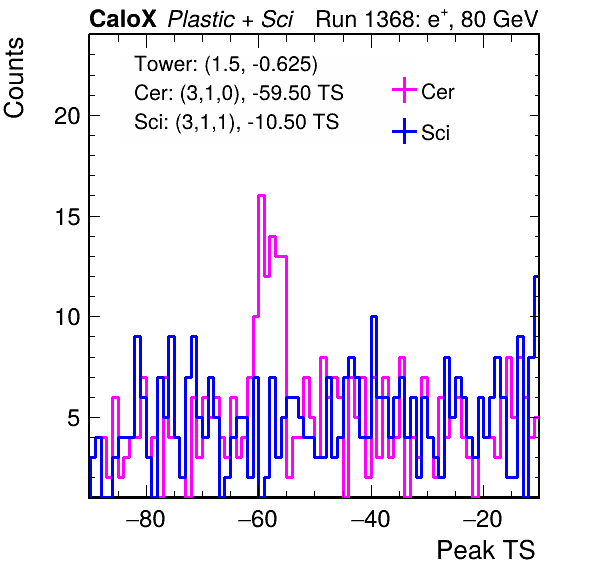 CaloX Plastic + Sci Run 1368: e⁺, 80 GeV
Counts
Tower: (1.5, -0.625)
Cer: (3,1,0), -59.50 TS
Sci: (3,1,1), -10.50 TS
Cer
Sci
20
15
10
5
−80 −60 −40 −20
Peak TS